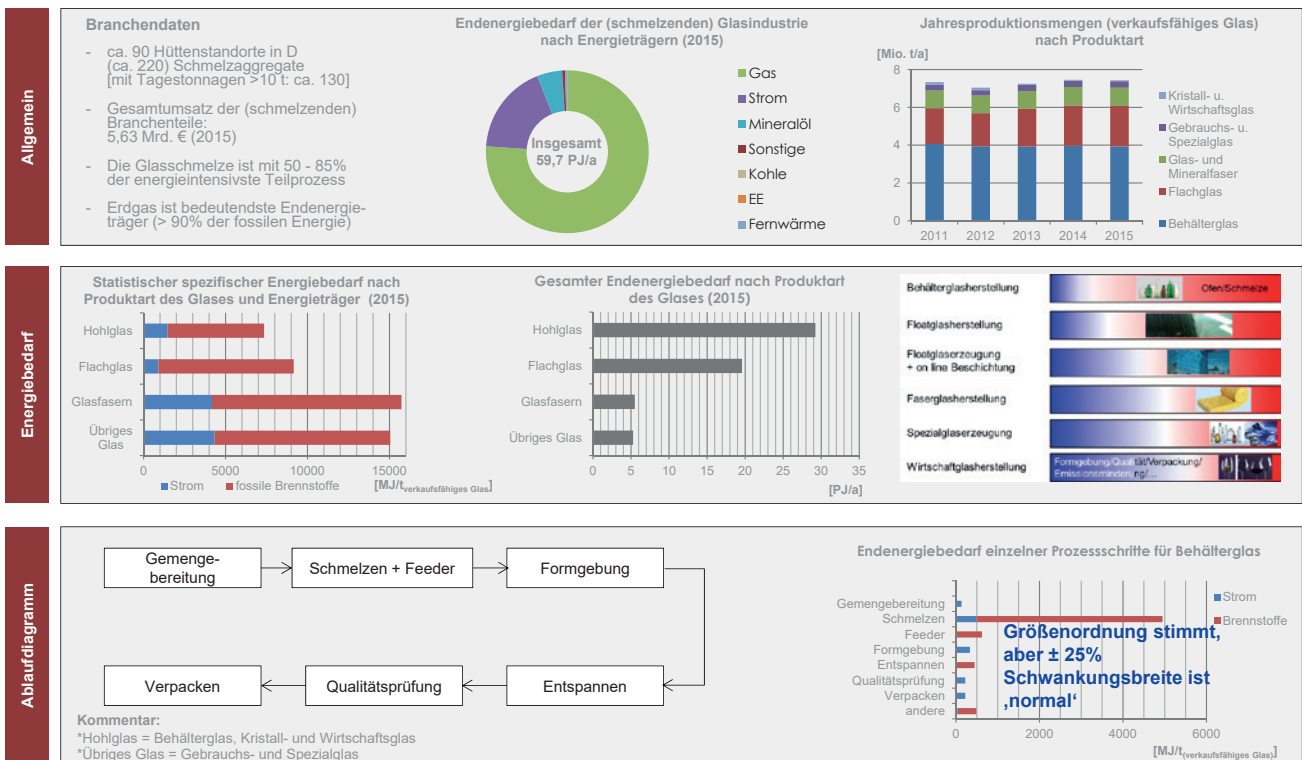 Allgemein
Branchendaten
- ca. 90 Hüttenstandorte in D
(ca. 220) Schmelzaggregate
[mit Tagestonnagen >10 t: ca. 130]
- Gesamtumsatz der (schmelzenden)
Branchenteile:
5,63 Mrd. € (2015)
- Die Glasschmelze ist mit 50 - 85%
der energieintensivste Teilprozess
- Erdgas ist bedeutendste Endenergie-
träger (> 90% der fossilen Energie)
Endenergiebedarf der (schmelzenden) Glasindustrie
nach Energieträgern (2015)
Insgesamt
59,7 PJ/a
Gas
Strom
Mineralöl
Sonstige
Kohle
EE
Fernwärme
Jahresproduktionsmengen (verkaufsfähiges Glas)
nach Produktart
[Mio. t/a]
8
6
4
2
0
2011 2012 2013 2014 2015
Kristall- u.
Wirtschaftsglas
Gebrauchs- u.
Spezialglas
Glas- und
Mineralfaser
Flachglas
Behälterglas
Energiebedarf
Statistischer spezifischer Energiebedarf nach
Produktart des Glases und Energieträger (2015)
Hohlglas
Flachglas
Glasfasern
Übriges
Glas
0 5000 10000 15000
Strom fossile Brennstoffe [MJ/t verkaufsfähiges Glas]
Gesamter Endenergiebedarf nach Produktart
des Glases (2015)
Hohlglas
Flachglas
Glasfasern
Übriges Glas
0 5 10 15 20 25 30 35
[PJ/a]
Behälterglasherstellung
Ofen/Schmelze
Floatglasherstellung
Floatglaserzeugung
+ on line Beschichtung
Faserglasherstellung
Spezialglaserzeugung
Wirtschaftglasherstellung
Formgebung/Qualität/Verpackung/
Emissionsminderung/...
Ablaufdiagramm
Gemenge-
bereitung
Schmelzen + Feeder
Formgebung
Verpacken
Qualitätsprüfung
Entspannen
Kommentar:
*Hohlglas = Behälterglas, Kristall- und Wirtschaftsglas
*Übriges Glas = Gebrauchs- und Spezialglas
Endenergiebedarf einzelner Prozessschritte für Behälterglas
Gemengebereitung
Schmelzen
Feeder
Formgebung
Entspannen
Qualitätsprüfung
Verpacken
andere
Strom
Brennstoffe
Größenordnung stimmt,
aber ± 25%
Schwankungsbreite ist
‚normal‘
0 2000 4000 6000
[MJ/t(verkaufsfähiges Glas)]